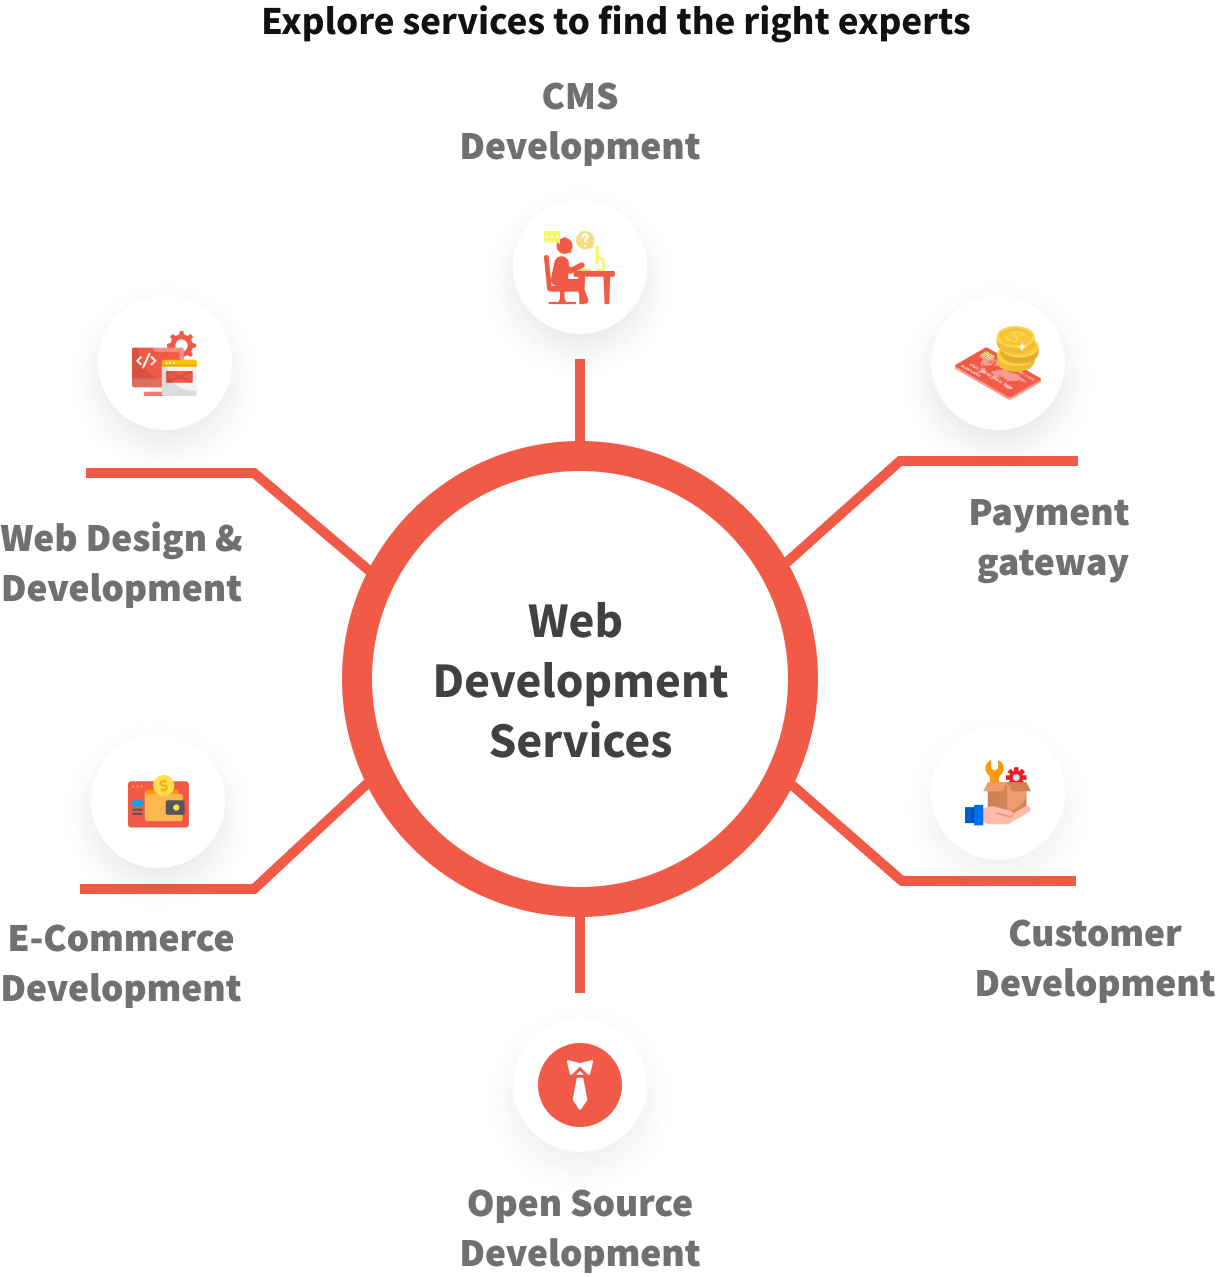 Explore services to find the right experts
CMS
Development
Web Design &
Development
Payment
gateway
Web
Development
Services
E-Commerce
Development
Customer
Development
Open Source
Development